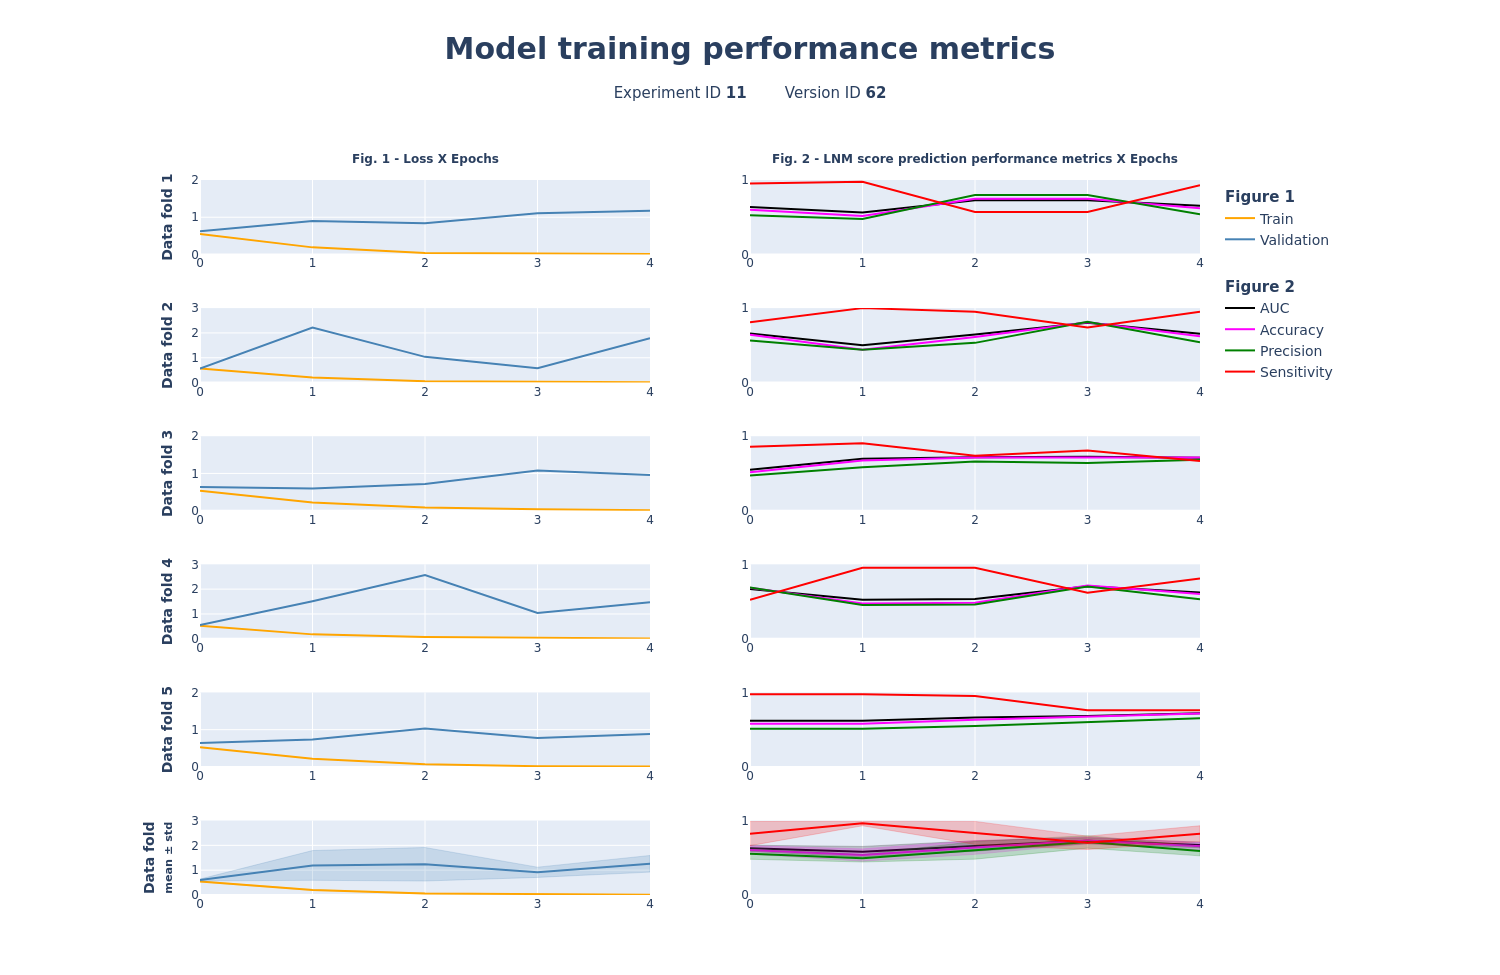 Model training performance metrics
Experiment ID 11 Version ID 62
Fig. 1 - Loss X Epochs
Fig. 2 - LNM score prediction performance metrics X Epochs
Data fold 1
2
1
0
0 1 2 3 4
1
0
0 1 2 3 4
Figure 1
Train
Validation
Figure 2
AUC
Accuracy
Precision
Sensitivity
Data fold 2
3
2
1
0
0 1 2 3 4
1
0
0 1 2 3 4
Data fold 3
2
1
0
0 1 2 3 4
1
0
0 1 2 3 4
Data fold 4
3
2
1
0
0 1 2 3 4
1
0
0 1 2 3 4
Data fold 5
2
1
0
0 1 2 3 4
1
0
0 1 2 3 4
Data fold
mean ± std
3
2
1
0
0 1 2 3 4
1
0
0 1 2 3 4